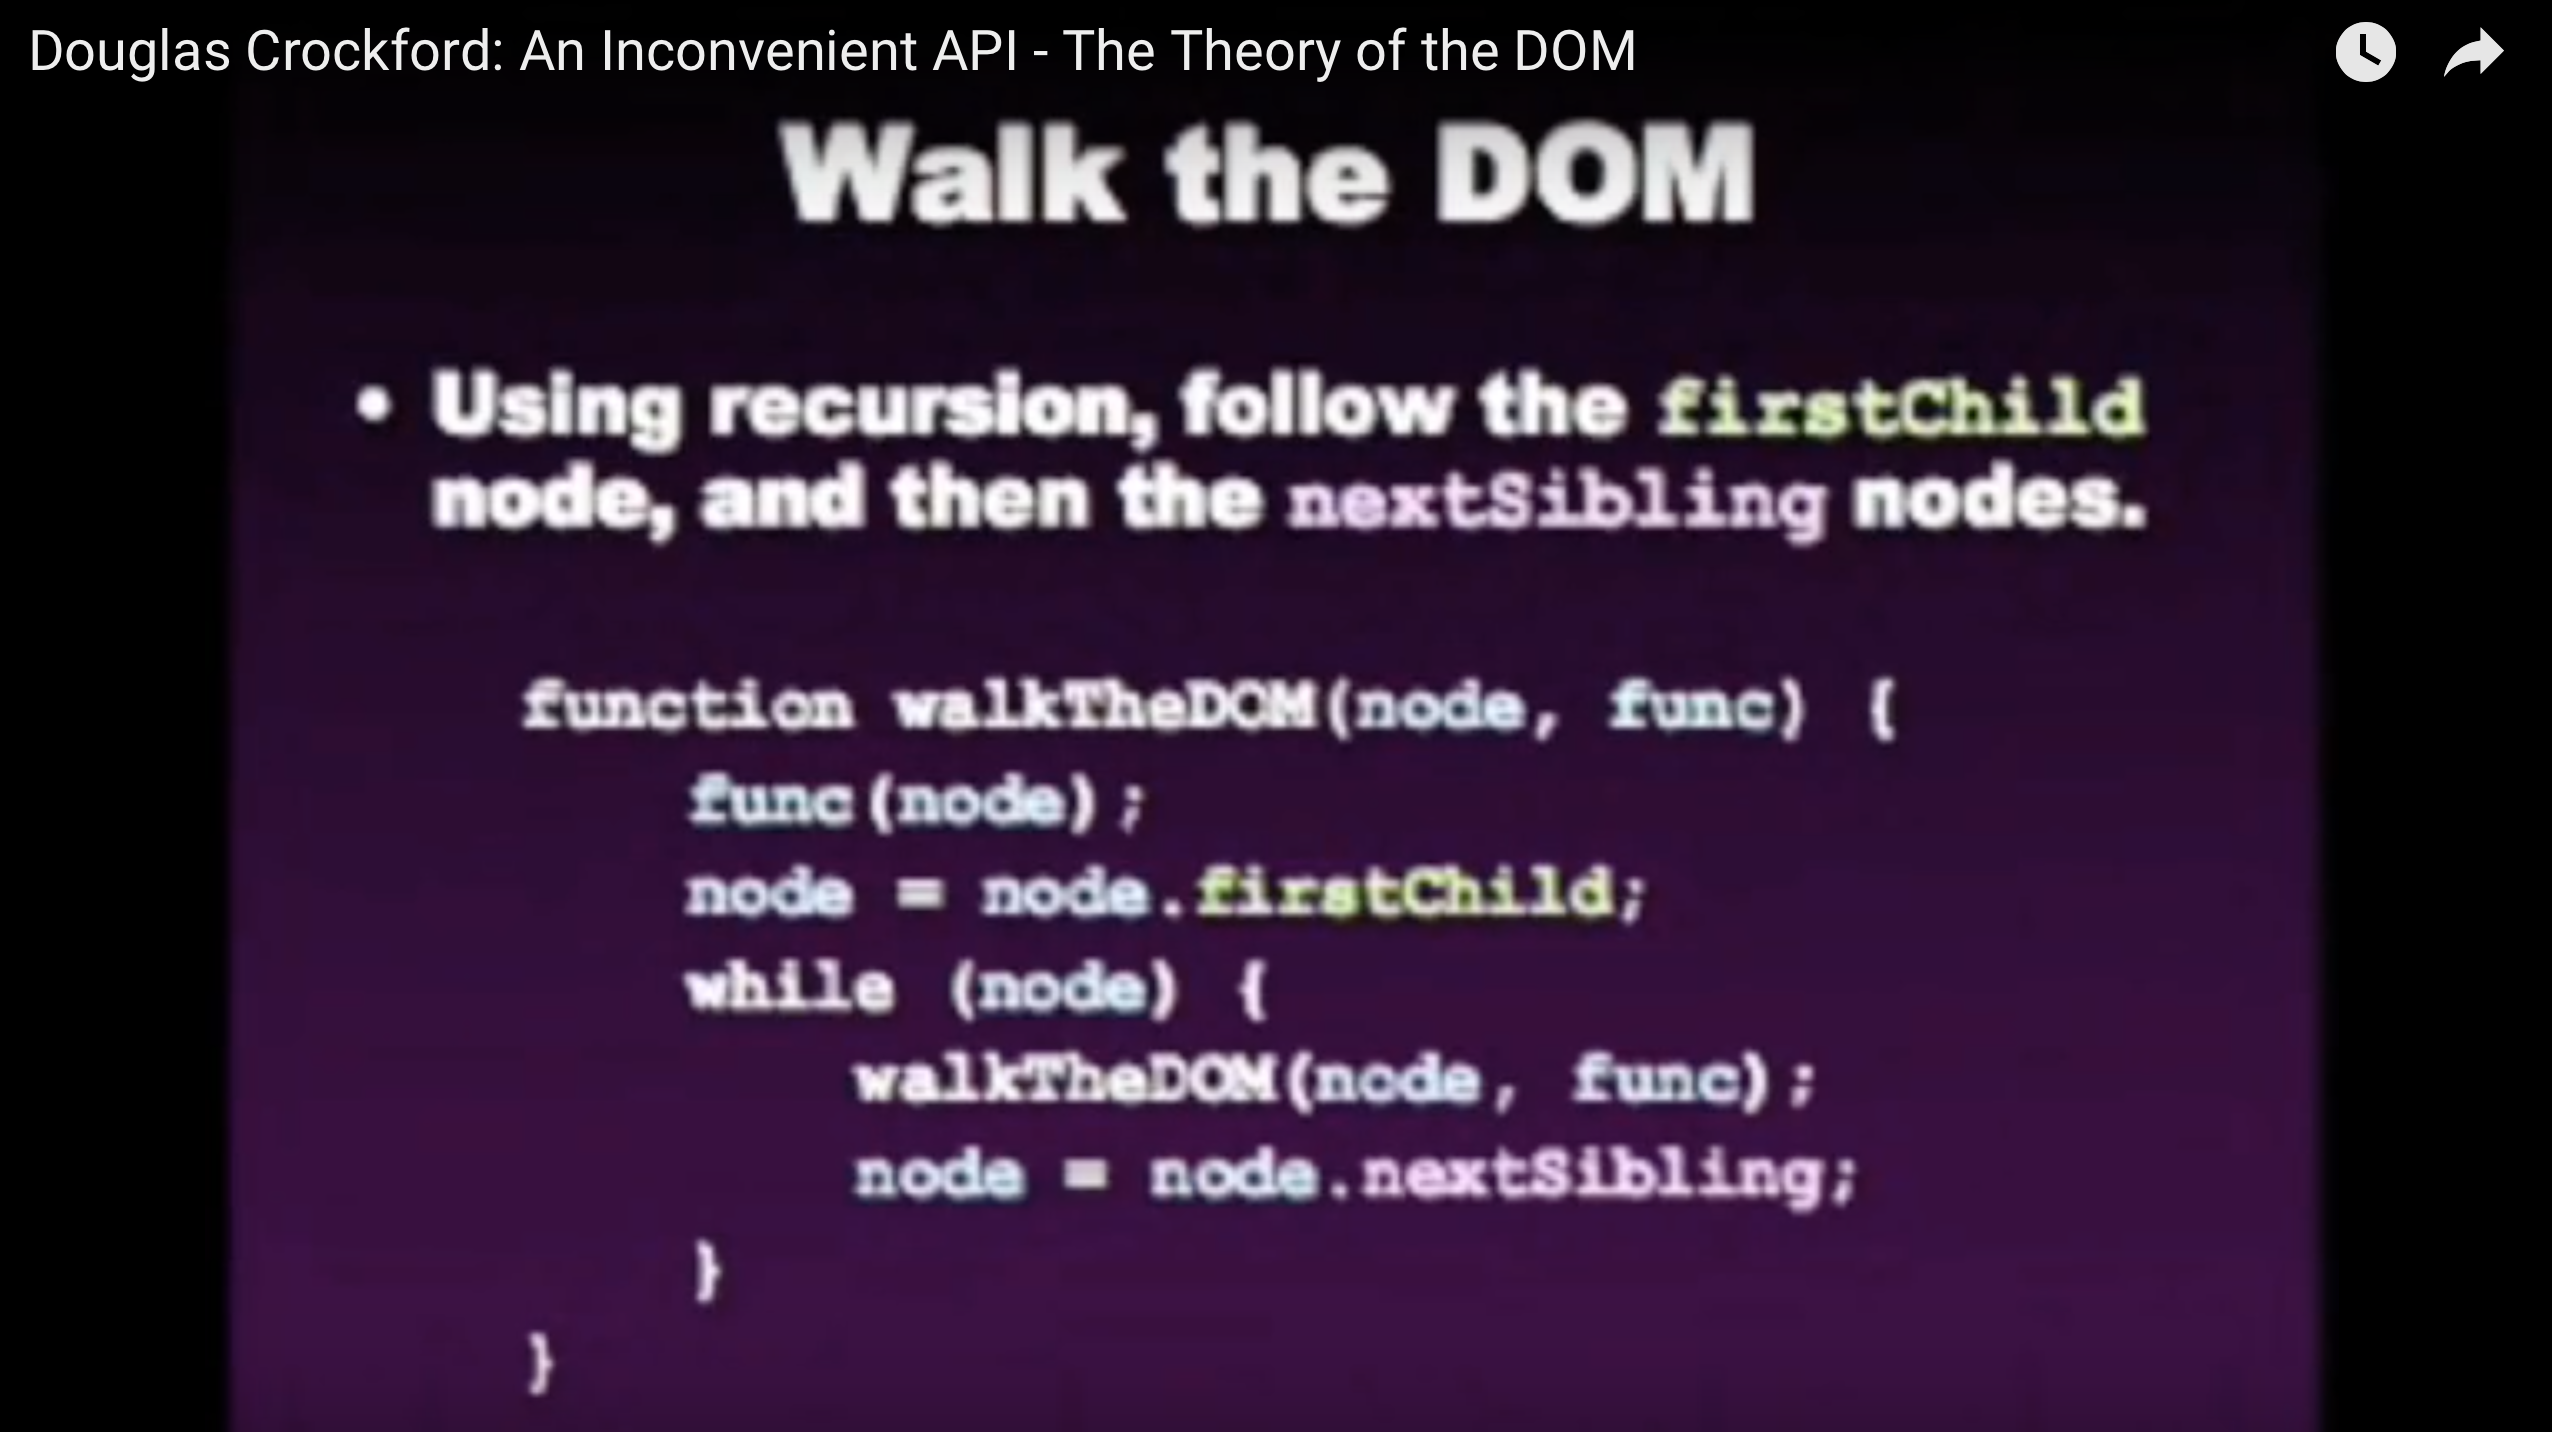 Douglas Crockford: An Inconvenient API - The Theory of the DOM
Walk the DOM
• Using recursion, follow the firstChild
node, and then the nextSibling nodes.
function walkTheDOM(node, func) {
    func(node);
    node = node.firstChild;
    while (node) {
        walkTheDOM(node, func);
        node = node.nextSibling;
    }
}